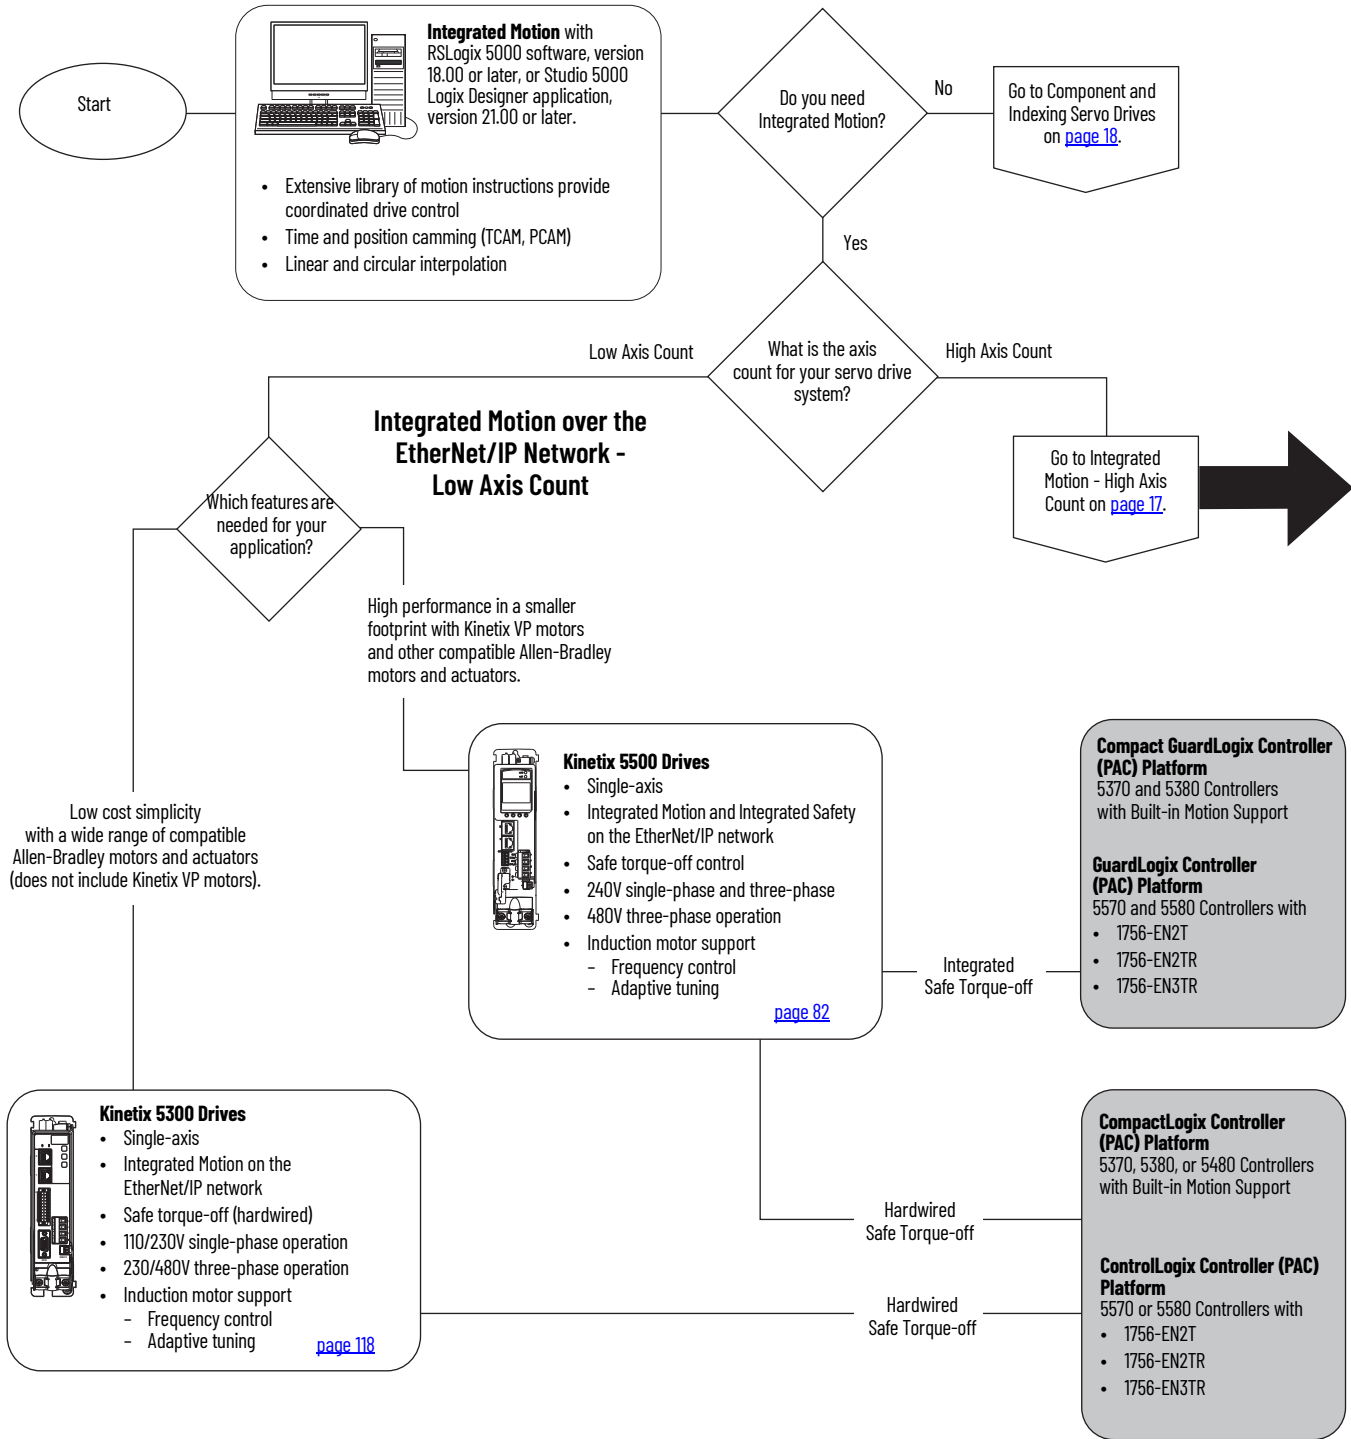 Start
Integrated Motion with
RSLogix 5000 software, version
18.00 or later, or Studio 5000
Logix Designer application,
version 21.00 or later.
• Extensive library of motion instructions provide
coordinated drive control
• Time and position camming (TCAM, PCAM)
• Linear and circular interpolation
Do you need
Integrated Motion?
No
Go to Component and
Indexing Servo Drives
on page 18.
Yes
What is the axis
count for your servo drive
system?
Low Axis Count
High Axis Count
Integrated Motion over the
EtherNet/IP Network -
Low Axis Count
Go to Integrated
Motion - High Axis
Count on page 17.
Which features are
needed for your
application?
High performance in a smaller
footprint with Kinetix VP motors
and other compatible Allen-Bradley
motors and actuators.
Low cost simplicity
with a wide range of compatible
Allen-Bradley motors and actuators
(does not include Kinetix VP motors).
Kinetix 5500 Drives
• Single-axis
• Integrated Motion and Integrated Safety
on the EtherNet/IP network
• Safe torque-off control
• 240V single-phase and three-phase
• 480V three-phase operation
• Induction motor support
– Frequency control
– Adaptive tuning
page 82
Integrated
Safe Torque-off
Compact GuardLogix Controller
(PAC) Platform
5370 and 5380 Controllers
with Built-in Motion Support
GuardLogix Controller
(PAC) Platform
5570 and 5580 Controllers with
• 1756-EN2T
• 1756-EN2TR
• 1756-EN3TR
Kinetix 5300 Drives
• Single-axis
• Integrated Motion on the
EtherNet/IP network
• Safe torque-off (hardwired)
• 110/230V single-phase operation
• 230/480V three-phase operation
• Induction motor support
– Frequency control
– Adaptive tuning
page 118
Hardwired
Safe Torque-off
Hardwired
Safe Torque-off
CompactLogix Controller
(PAC) Platform
5370, 5380, or 5480 Controllers
with Built-in Motion Support
ControlLogix Controller (PAC)
Platform
5570 or 5580 Controllers with
• 1756-EN2T
• 1756-EN2TR
• 1756-EN3TR